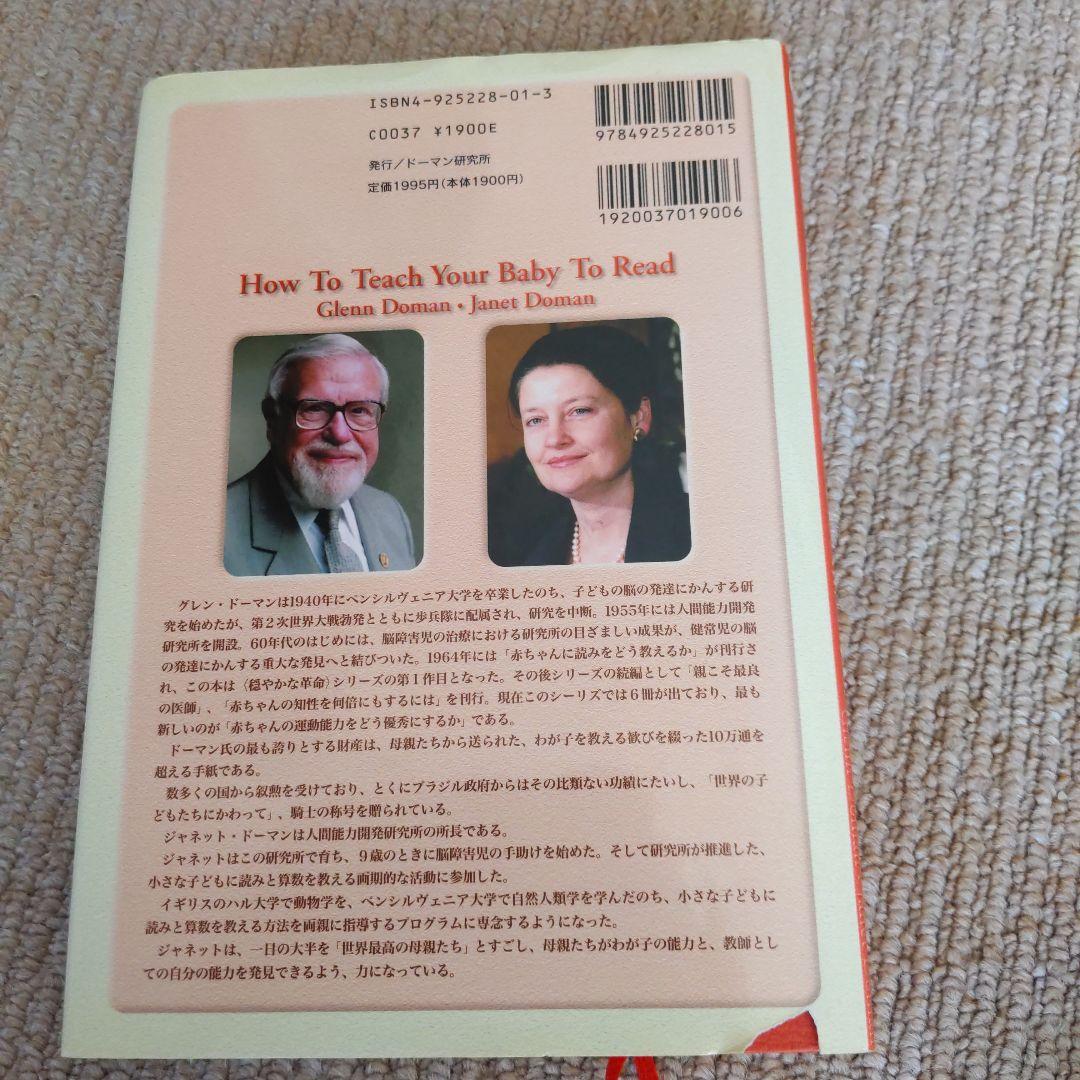 ISBN4-925228-01-3
C0037 ¥1900E
発行/ドーマン研究所
定価1995円(本体1900円)
9784925228015
1920037019006
How To Teach Your Baby To Read
Glenn Doman • Janet Doman
グレン・ドーマンは1940年にペンシルヴェニア大学を卒業したのち、子どもの脳の発達にかんする研
究を始めたが、第2次世界大戦勃発とともに歩兵隊に配属され、研究を中断。1955年には人間能力開発
研究所を開設。60年代のはじめには、脳障害児の治療における研究所の目ざましい成果が、健常児の脳
の発達にかんする重大な発見へと結びついた。1964年には「赤ちゃんに読みをどう教えるか」が刊行さ
れ、この本は〈穏やかな革命〉シリーズの第1作目となった。その後シリーズの続編として「親こそ最良
の医師」、「赤ちゃんの知性を何倍にもするには」を刊行。現在このシーリズでは6冊が出ており、最も
新しいのが「赤ちゃんの運動能力をどう優秀にするか」である。
ドーマン氏の最も誇りとする財産は、母親たちから送られた、わが子を教える歓びを綴った10万通を
超える手紙である。
数多くの国から叙勲を受けており、とくにブラジル政府からはその比類ない功績にたいし、「世界の子
どもたちにかわって」、騎士の称号を贈られている。
ジャネット・ドーマンは人間能力開発研究所の所長である。
ジャネットはこの研究所で育ち、9歳のときに脳障害児の手助けを始めた。そして研究所が推進した、
小さな子どもに読みと算数を教える画期的な活動に参加した。
イギリスのハル大学で動物学を、ペンシルヴェニア大学で自然人類学を学んだのち、小さな子どもに
読みと算数を教える方法を両親に指導するプログラムに専念するようになった。
ジャネットは、一日の大半を「世界最高の母親たち」とすごし、母親たちがわが子の能力と、教師とし
ての自分の能力を発見できるよう、力になっている。